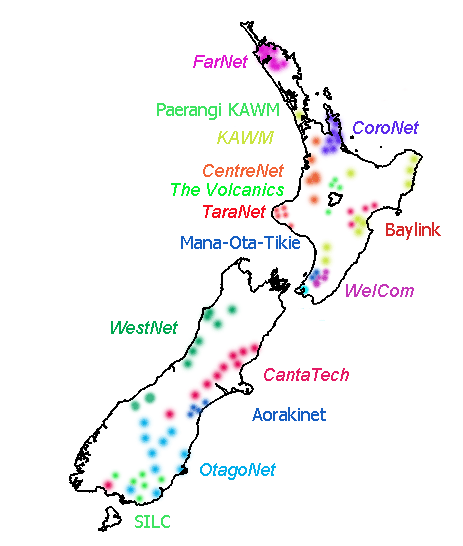 FarNet
Paerangi KAWM
KAWM
CoroNet
CentreNet
The Volcanics
TaraNet
Baylink
Mana-Ota-Tikie
WelCom
WestNet
CantaTech
Aorakinet
OtagoNet
SILC